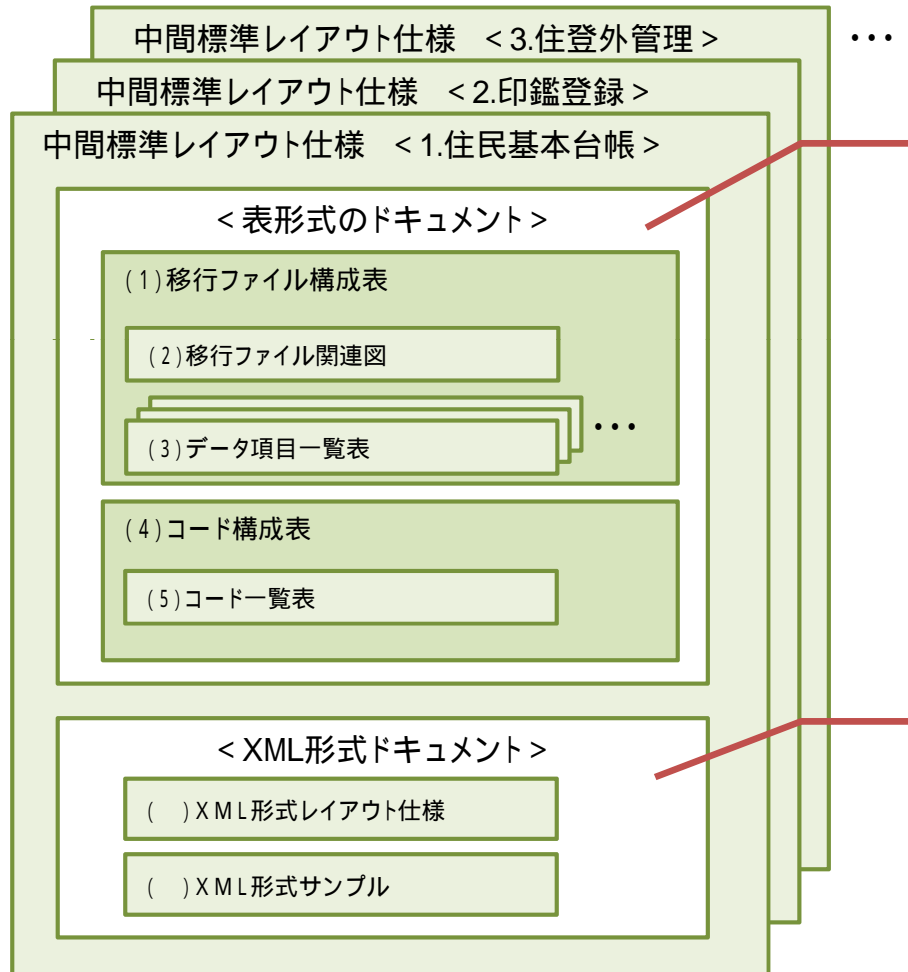 中間標準レイアウト仕様 <3.住登外管理> ・・・
中間標準レイアウト仕様 <2.印鑑登録>
中間標準レイアウト仕様 <1.住民基本台帳>
<表形式のドキュメント>
(1)移行ファイル構成表
(2)移行ファイル関連図
・・・
(3)データ項目一覧表
(4)コード構成表
(5)コード一覧表
<XML形式ドキュメント>
( )XML形式レイアウト仕様
( )XML形式サンプル